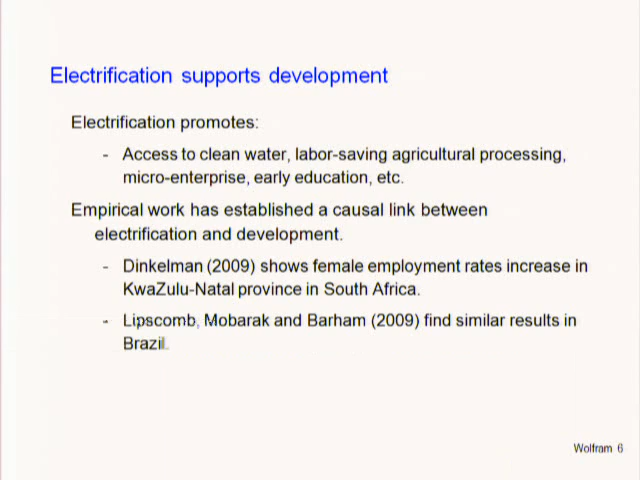 Electrification supports development
Electrification promotes:
- Access to clean water, labor-saving agricultural processing,
micro-enterprise, early education, etc.
Empirical work has established a causal link between
electrification and development.
- Dinkelman (2009) shows female employment rates increase in
KwaZulu-Natal province in South Africa.
- Lipscomb, Mobarak and Barham (2009) find similar results in
Brazil.
Wolfram 6